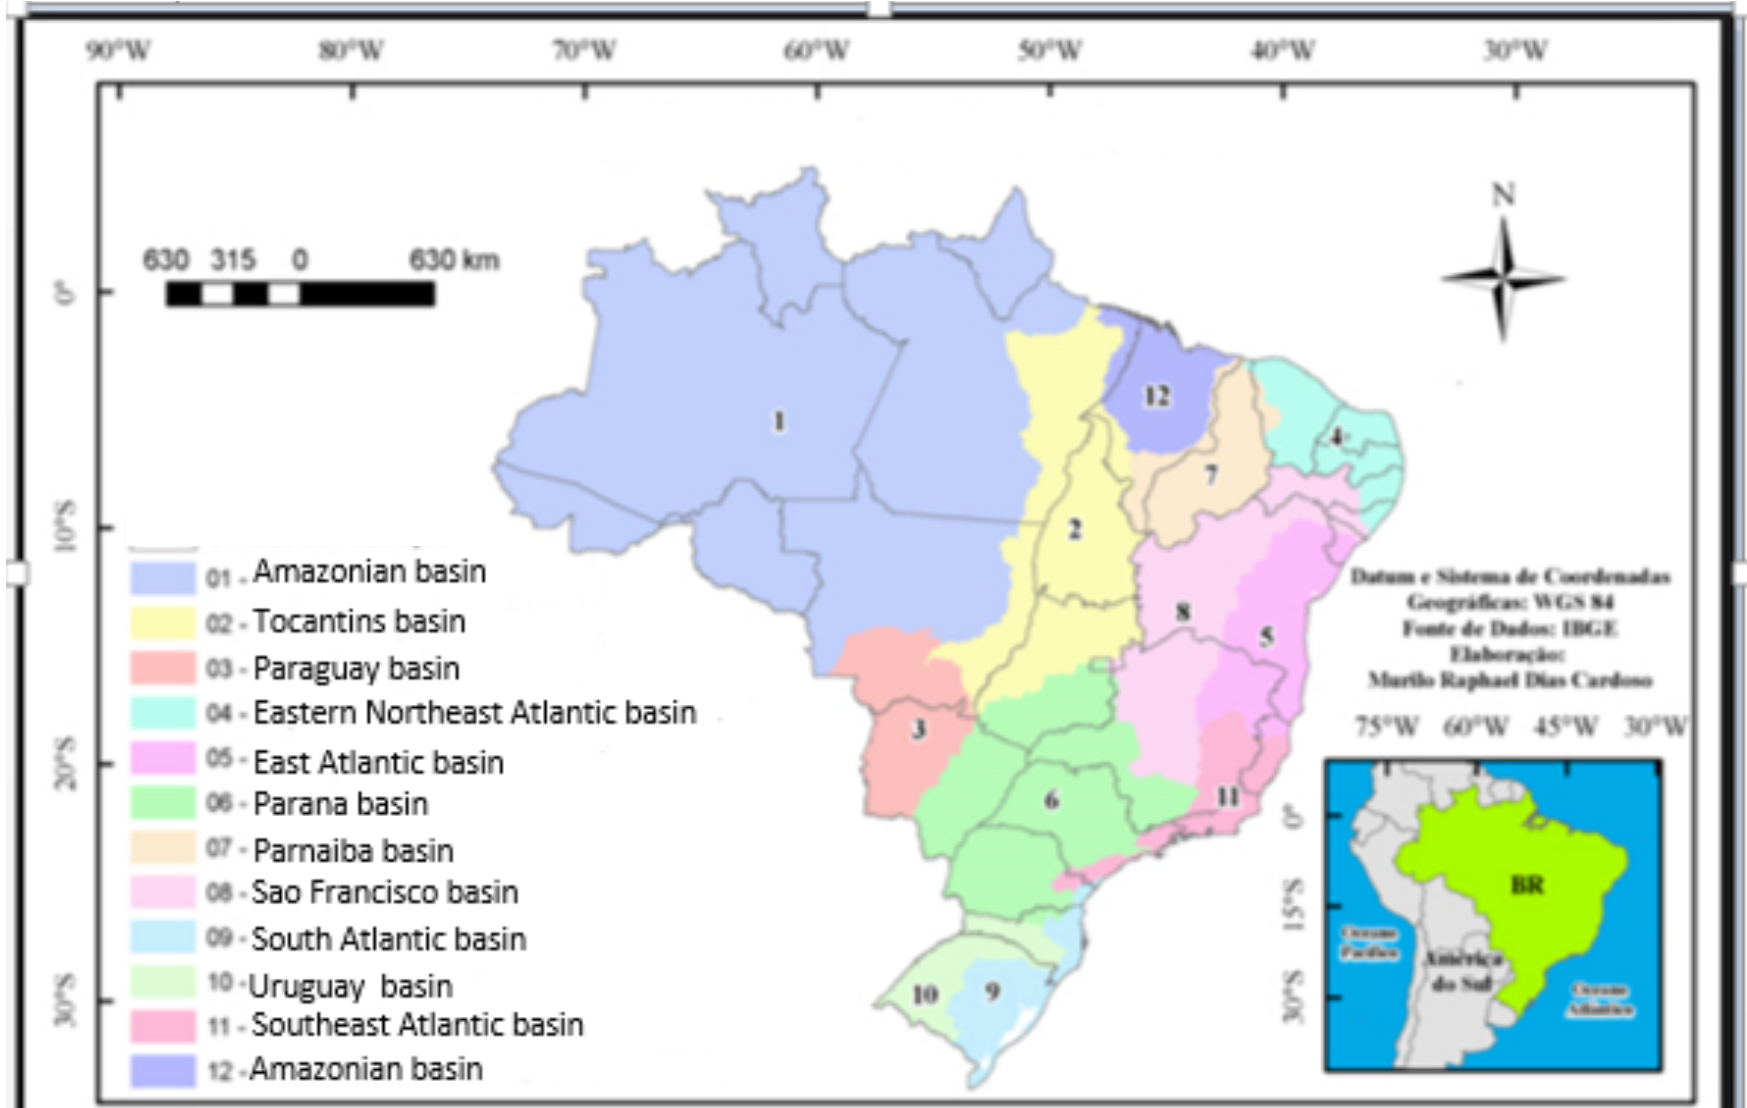 90°W 80°W 70°W 60°W 50°W 40°W 30°W
N
630 315 0 630 km
0°
10°S
20°S
30°S
1
12
4
7
2
8
5
3
6
11
10
9
01 - Amazonian basin
02 - Tocantins basin
03 - Paraguay basin
04 - Eastern Northeast Atlantic basin
05 - East Atlantic basin
06 - Parana basin
07 - Parnaiba basin
08 - Sao Francisco basin
09 - South Atlantic basin
10 - Uruguay basin
11 - Southeast Atlantic basin
12 - Amazonian basin
Datum e Sistema de Coordenadas
Geográficas: WGS 84
Fonte de Dados: IBGE
Elaboração:
Murilo Raphael Dias Cardoso
75°W 60°W 45°W 30°W
0°
15°S
30°S
BR
Oceano
Pacífico
América
do Sul
Oceano
Atlântico